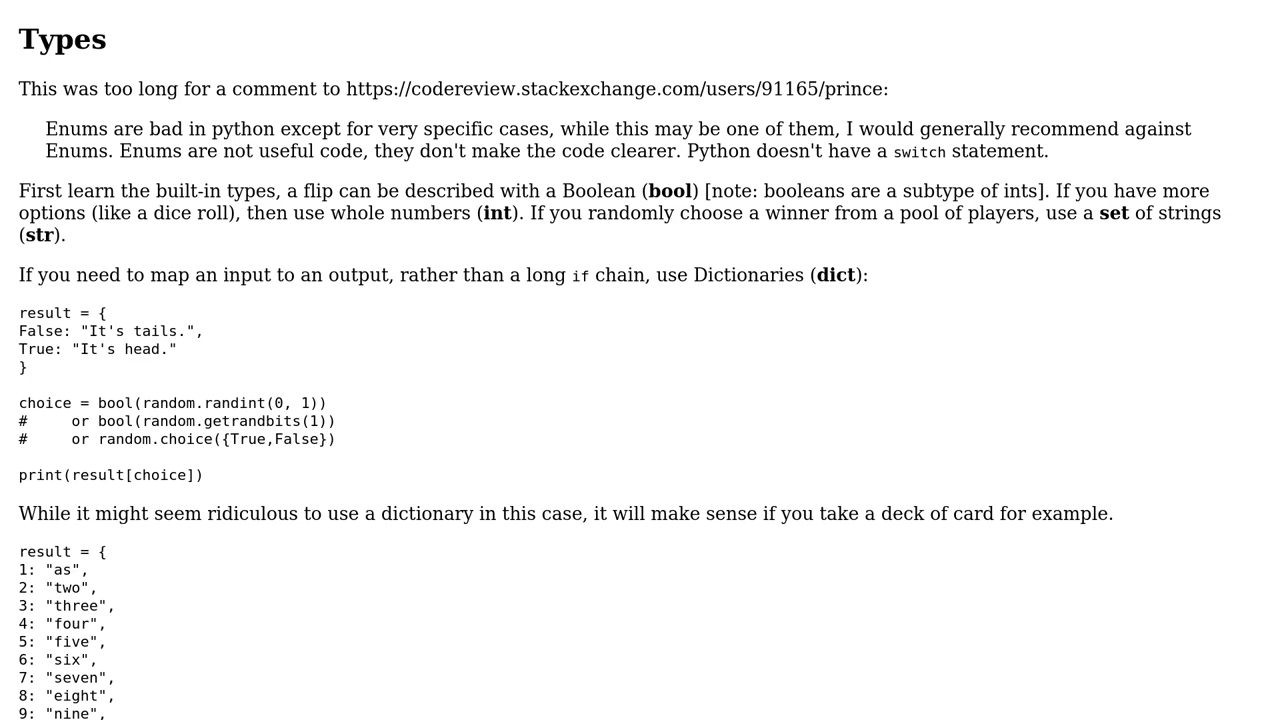 Types
This was too long for a comment to https://codereview.stackexchange.com/users/91165/prince:
Enums are bad in python except for very specific cases, while this may be one of them, I would generally recommend against
Enums. Enums are not useful code, they don't make the code clearer. Python doesn't have a switch statement.
First learn the built-in types, a flip can be described with a Boolean (bool) [note: booleans are a subtype of ints]. If you have more
options (like a dice roll), then use whole numbers (int). If you randomly choose a winner from a pool of players, use a set of strings
(str).
If you need to map an input to an output, rather than a long if chain, use Dictionaries (dict):
result = {
False: "It's tails.",
True: "It's head."
}
choice = bool(random.randint(0, 1))
#     or bool(random.getrandbits(1))
#     or random.choice({True,False})
print(result[choice])
While it might seem ridiculous to use a dictionary in this case, it will make sense if you take a deck of card for example.
result = {
1: "as",
2: "two",
3: "three",
4: "four",
5: "five",
6: "six",
7: "seven",
8: "eight",
9: "nine",